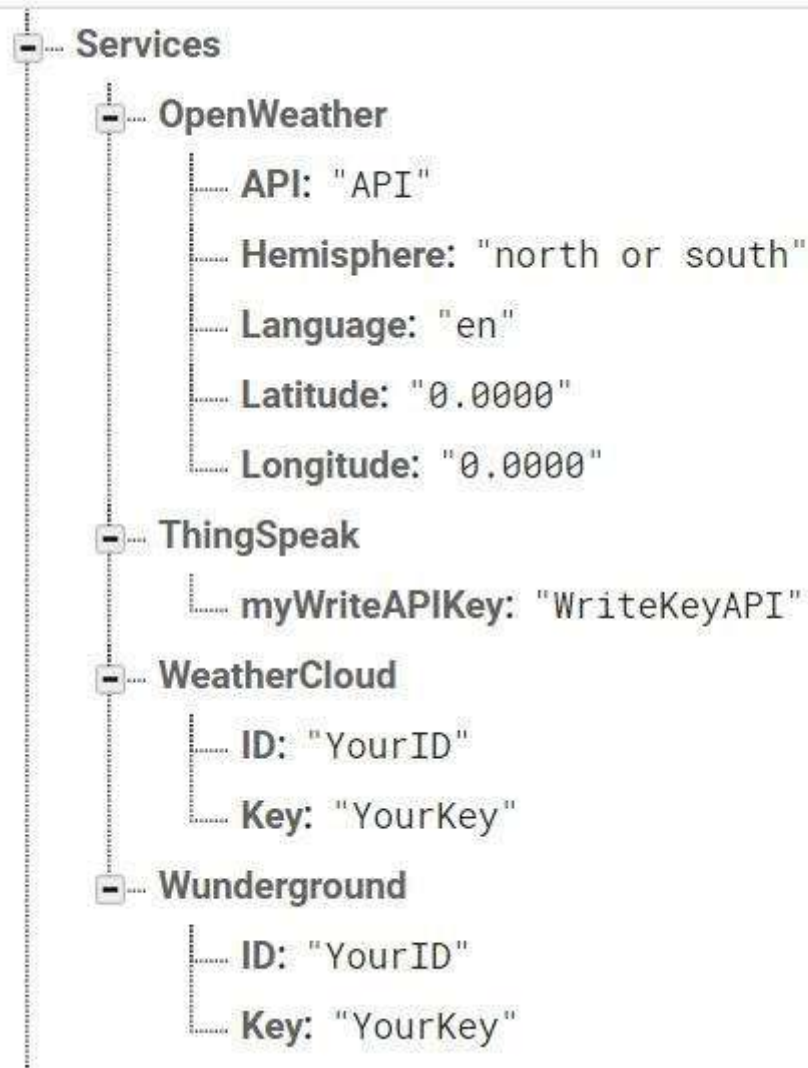 Services
OpenWeather
API: "API"
Hemisphere: "north or south"
Language: "en"
Latitude: "0.0000"
Longitude: "0.0000"
ThingSpeak
myWriteAPIKey: "WriteKeyAPI"
WeatherCloud
ID: "YourID"
Key: "YourKey"
Wunderground
ID: "YourID"
Key: "YourKey"